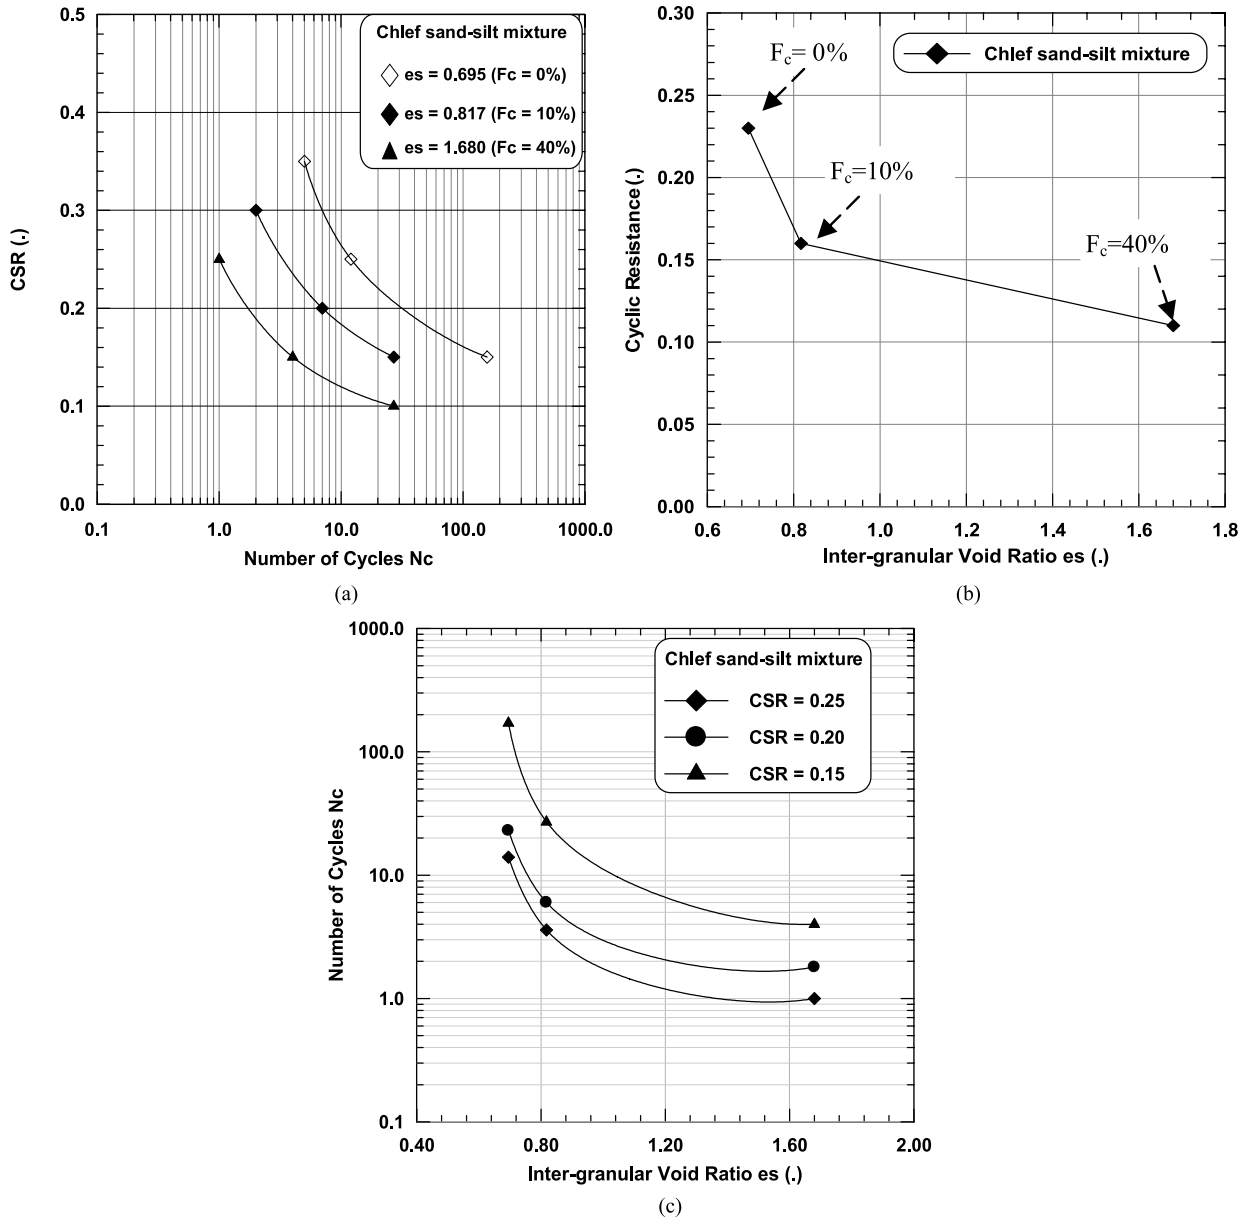 0.5
0.4
0.3
0.2
0.1
0.0
CSR (.)
0.1
1.0
10.0
100.0
1000.0
Number of Cycles Nc
Chlef sand-silt mixture
es = 0.695 (Fc = 0%)
es = 0.817 (Fc = 10%)
es = 1.680 (Fc = 40%)
(a)
0.30
0.25
0.20
0.15
0.10
0.05
0.00
Cyclic Resistance(.)
0.6
0.8
1.0
1.2
1.4
1.6
1.8
Inter-granular Void Ratio es (.)
Chlef sand-silt mixture
Fc= 0%
Fc=10%
Fc=40%
(b)
1000.0
100.0
10.0
1.0
0.1
Number of Cycles Nc
0.40
0.80
1.20
1.60
2.00
Inter-granular Void Ratio es (.)
Chlef sand-silt mixture
CSR = 0.25
CSR = 0.20
CSR = 0.15
(c)